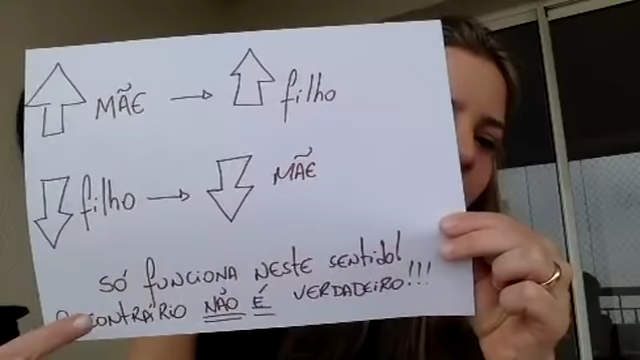 MÃE → filho
filho → MÃE
SÓ FUNCIONA NESTE SENTIDO!
O CONTRÁRIO NÃO É VERDADEIRO!!!